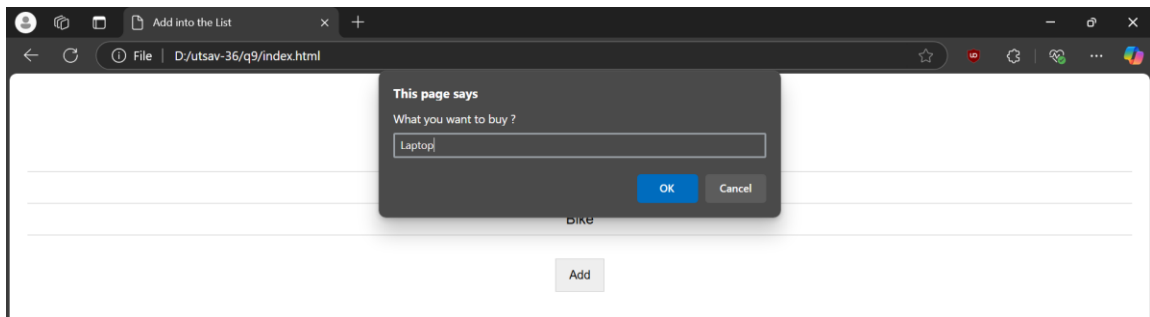 Add into the List
File | D:/utsav-36/q9/index.html
This page says
What you want to buy ?
Laptop
OK Cancel
Bike
Add